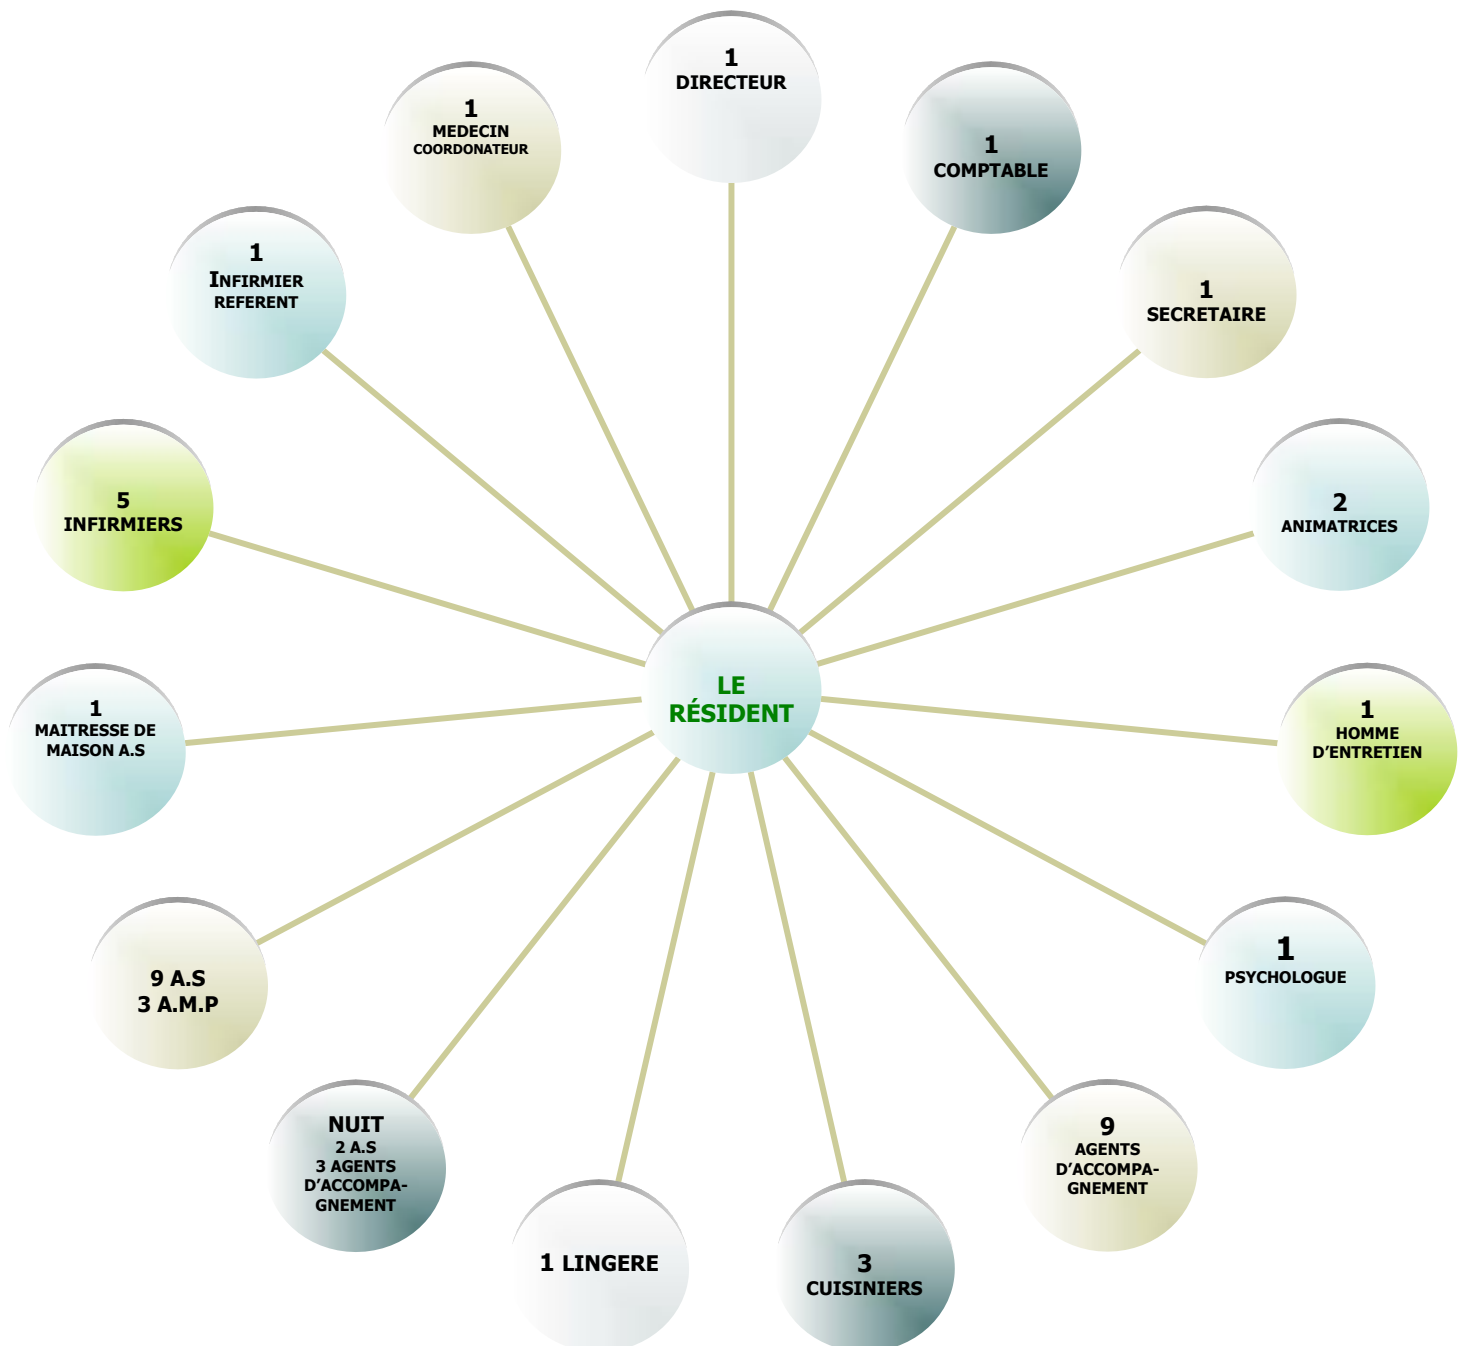 1
DIRECTEUR
1
COMPTABLE
1
SECRETAIRE
2
ANIMATRICES
1
HOMME
D’ENTRETIEN
1
PSYCHOLOGUE
9
AGENTS
D’ACCOMPA-
GNEMENT
3
CUISINIERS
1 LINGERE
NUIT
2 A.S
3 AGENTS
D’ACCOMPA-
GNEMENT
9 A.S
3 A.M.P
1
MAITRESSE DE
MAISON A.S
5
INFIRMIERS
1
INFIRMIER
REFERENT
1
MEDECIN
COORDONATEUR
LE
RÉSIDENT